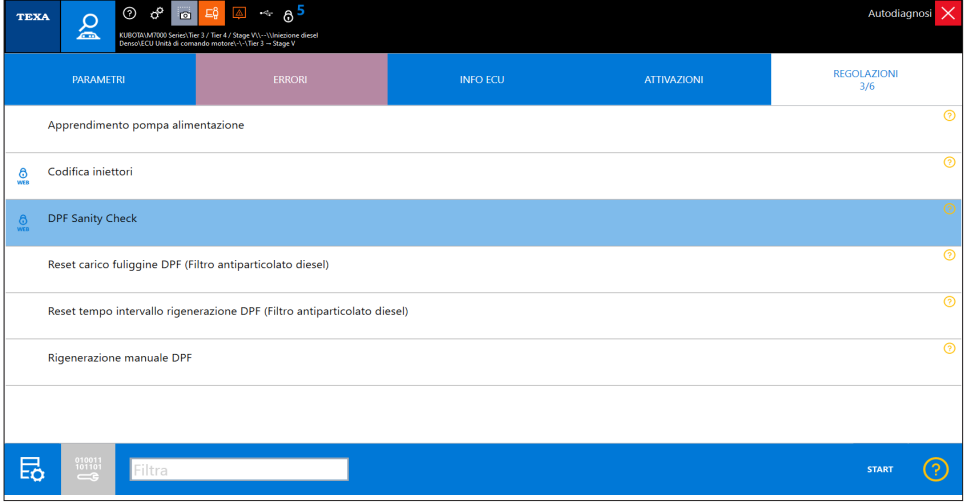 TEXA
5
Autodiagnosi
KUBOTA\M7000 Series\Tier 3 / Tier 4 / Stage V\\--\\Iniezione diesel
Denso\ECU Unità di comando motore\-\-\Tier 3 → Stage V
PARAMETRI
ERRORI
INFO ECU
ATTIVAZIONI
REGOLAZIONI
3/6
Apprendimento pompa alimentazione
WEB
Codifica iniettori
WEB
DPF Sanity Check
Reset carico fuliggine DPF (Filtro antiparticolato diesel)
Reset tempo intervallo rigenerazione DPF (Filtro antiparticolato diesel)
Rigenerazione manuale DPF
010011
101101
Filtra
START